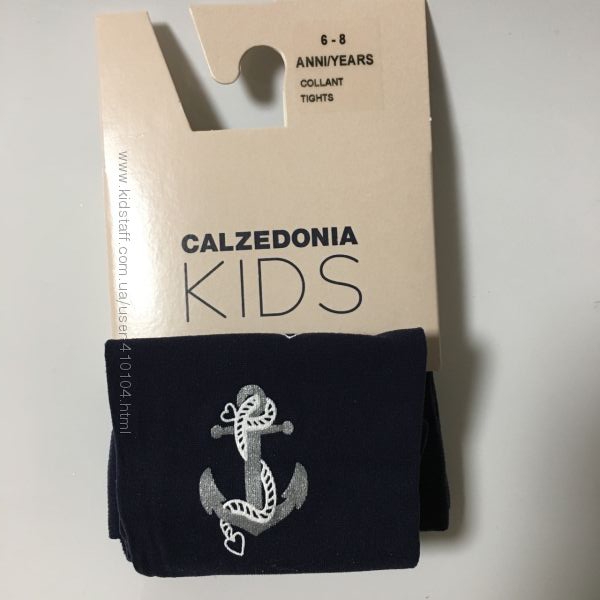 6 - 8
ANNI/YEARS
COLLANT
TIGHTS
CALZEDONIA
KIDS
www.kidstaff.com.ua/user-410104.html